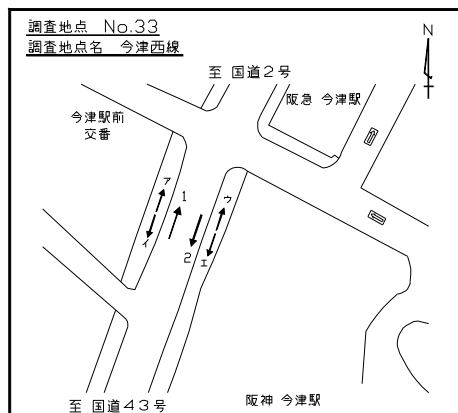 調査地点 No.33
調査地点名 今津西線
N
至 国道2号
阪急 今津駅
今津駅前
交番
ア
1
ウ
イ
2
エ
阪神 今津駅
至 国道43号